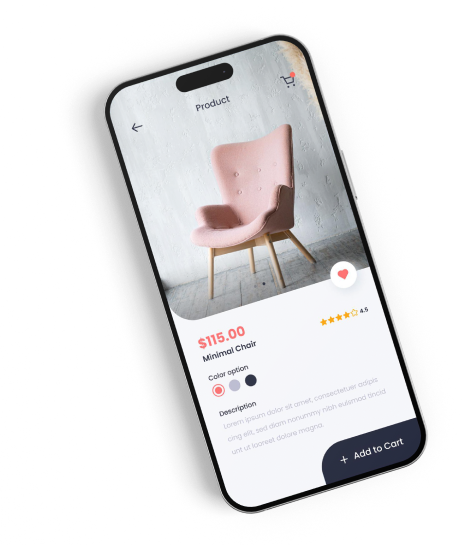 Product
$115.00
4.5
Minimal Chair
Color option
Description
Lorem ipsum dolor sit amet, consectetuer adipis
cing elit, sed diam nonummy nibh euismod tincid
unt ut laoreet dolore magna.
+ Add to Cart